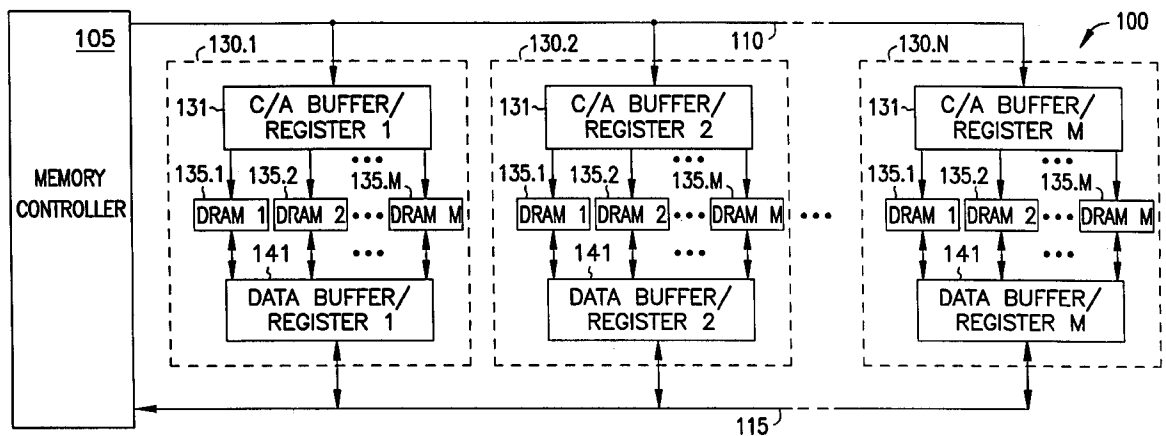 105
MEMORY
CONTROLLER
110
100
130.1
131
C/A BUFFER/
REGISTER 1
135.1
135.2
•••
135.M
DRAM 1
DRAM 2
•••
DRAM M
141
•••
DATA BUFFER/
REGISTER 1
130.2
131
C/A BUFFER/
REGISTER 2
135.1
135.2
•••
135.M
DRAM 1
DRAM 2
•••
DRAM M
•••
141
•••
DATA BUFFER/
REGISTER 2
130.N
131
C/A BUFFER/
REGISTER M
135.1
135.2
•••
135.M
DRAM 1
DRAM 2
•••
DRAM M
141
•••
DATA BUFFER/
REGISTER M
115